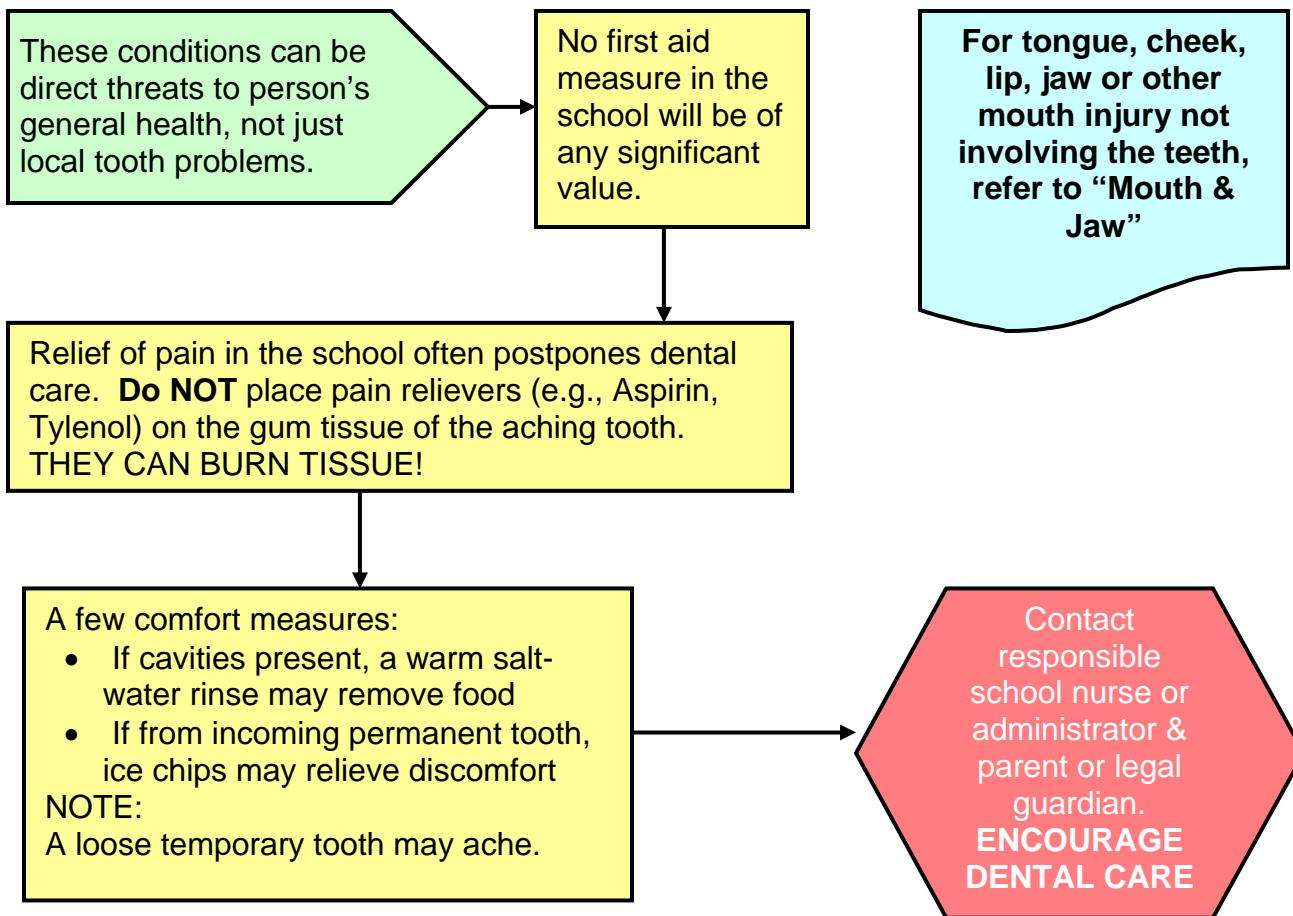 These conditions can be
direct threats to person’s
general health, not just
local tooth problems.
No first aid
measure in the
school will be of
any significant
value.
For tongue, cheek,
lip, jaw or other
mouth injury not
involving the teeth,
refer to “Mouth &
Jaw”
Relief of pain in the school often postpones dental
care.  Do NOT place pain relievers (e.g., Aspirin,
Tylenol) on the gum tissue of the aching tooth.
THEY CAN BURN TISSUE!
A few comfort measures:
• If cavities present, a warm salt-
water rinse may remove food
• If from incoming permanent tooth,
ice chips may relieve discomfort
NOTE:
A loose temporary tooth may ache.
Contact
responsible
school nurse or
administrator &
parent or legal
guardian.
ENCOURAGE
DENTAL CARE